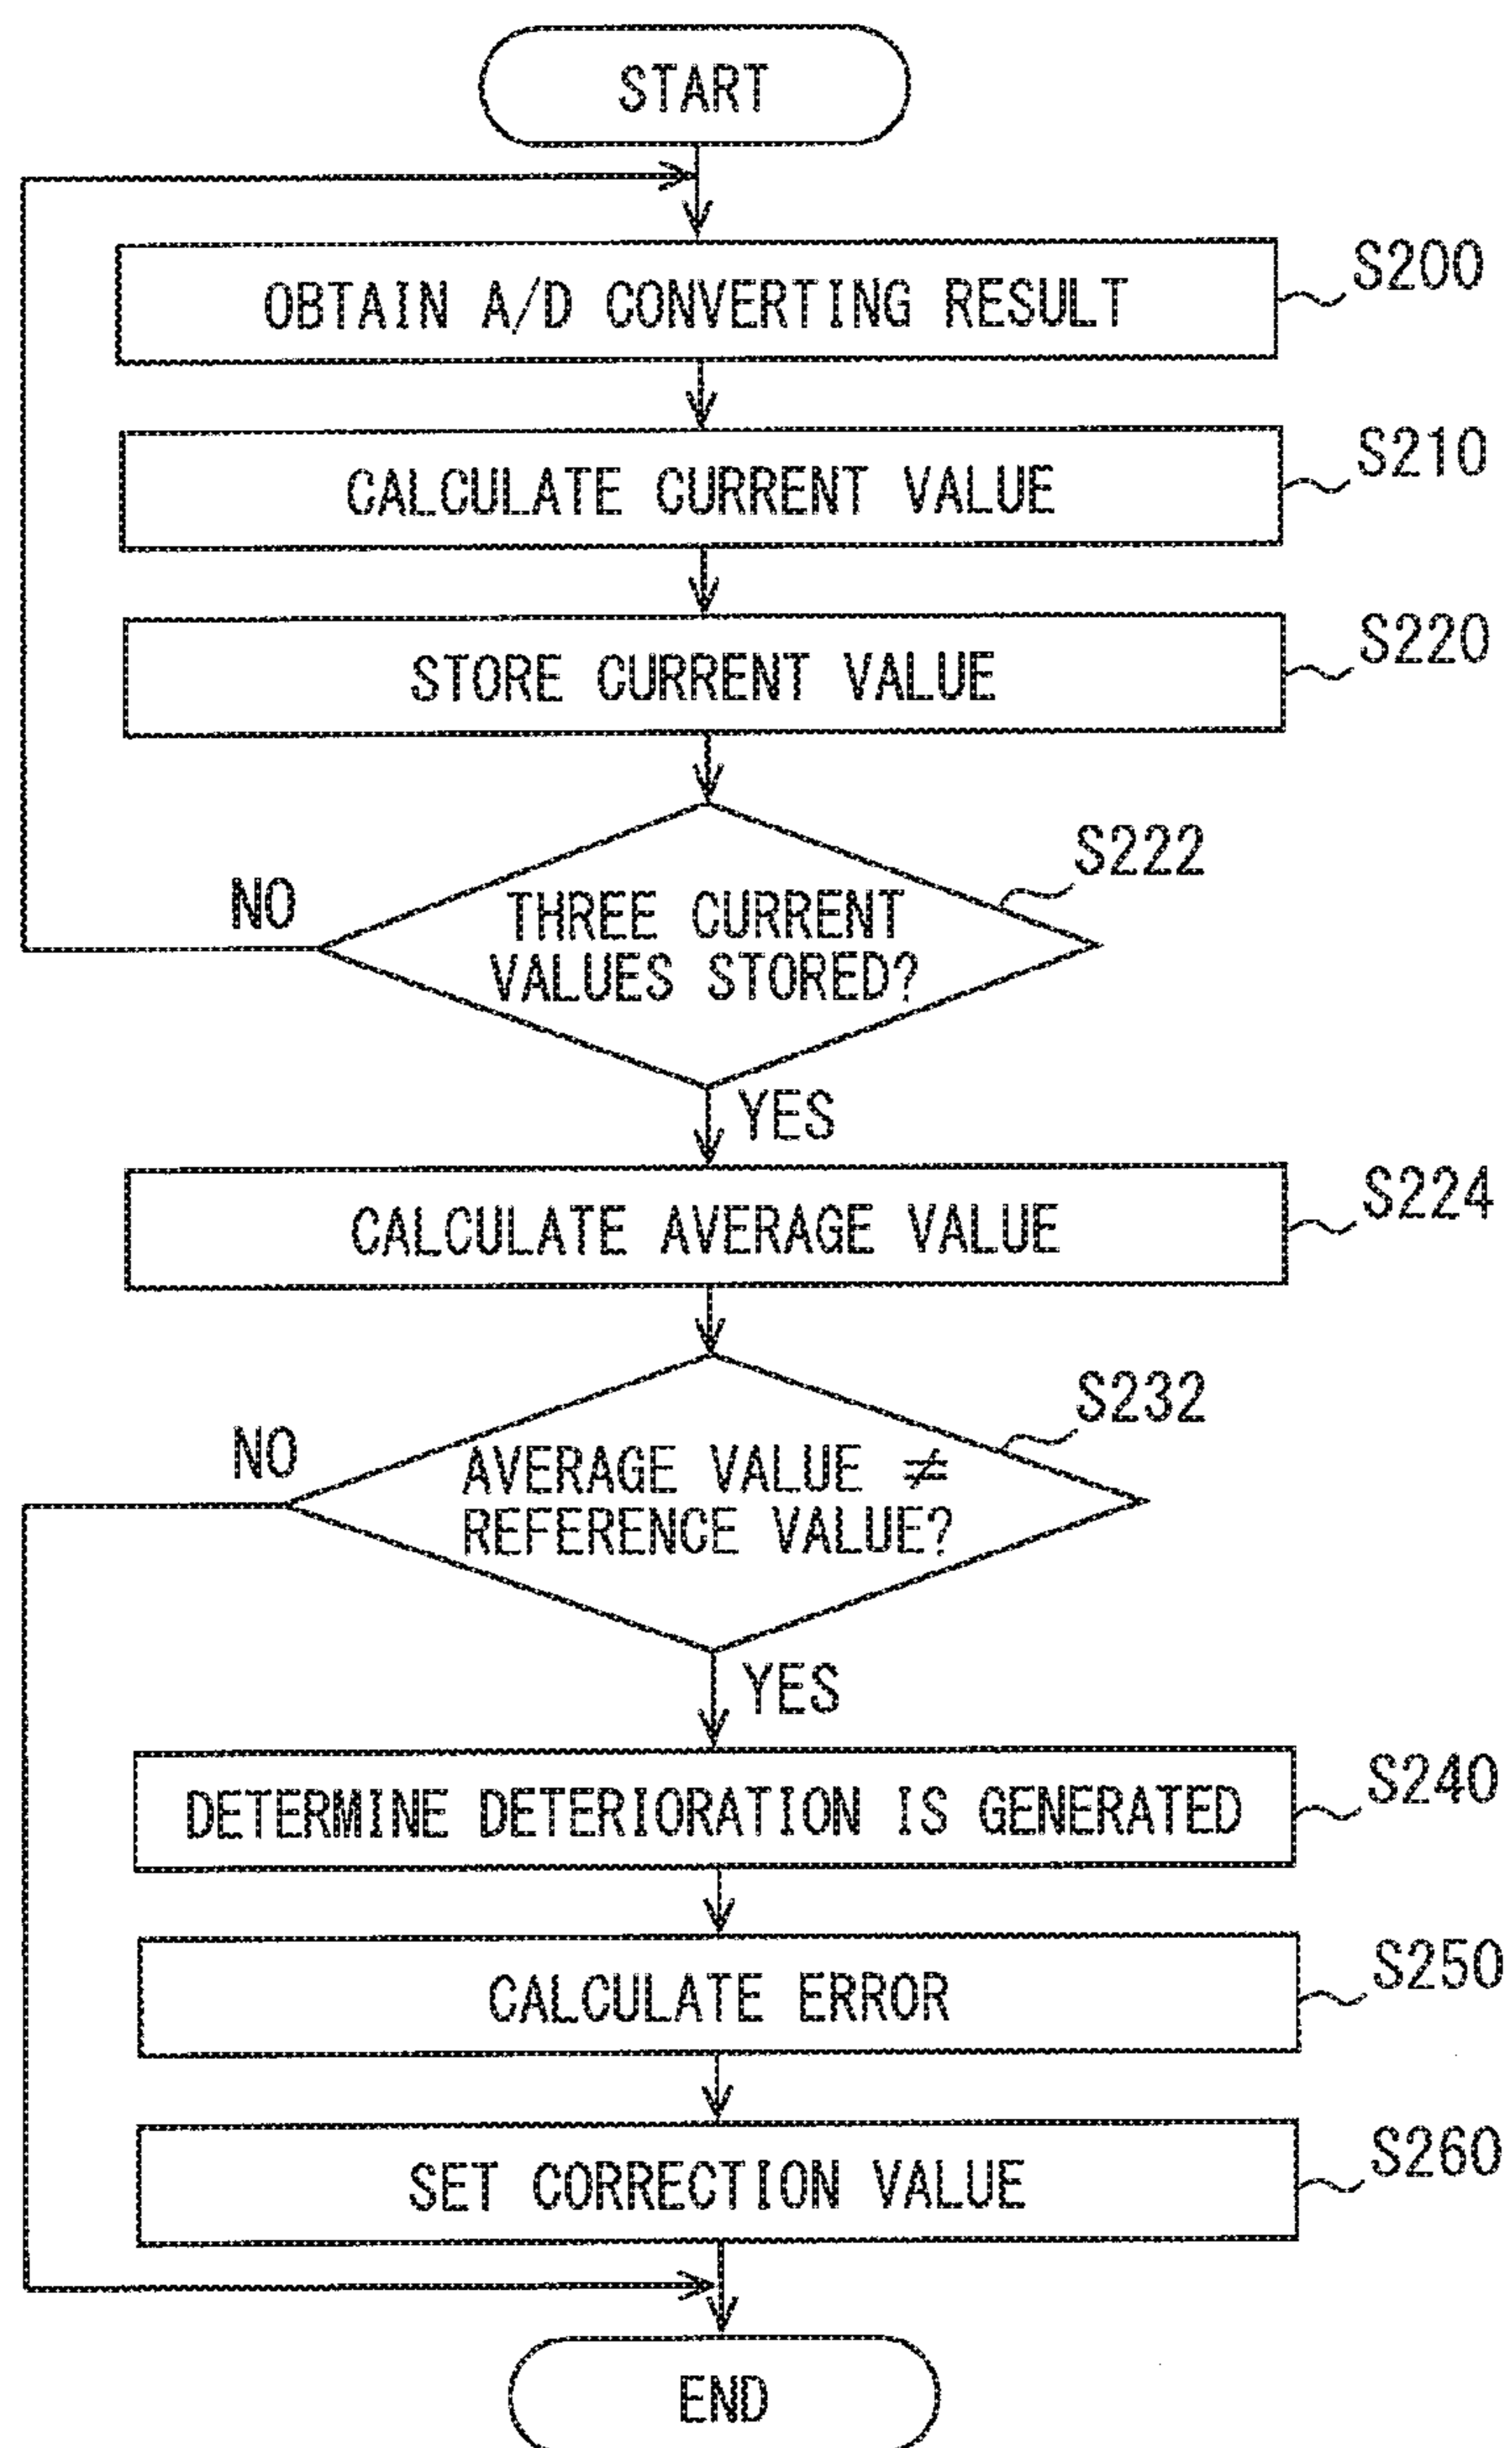 START
OBTAIN A/D CONVERTING RESULT
S200
CALCULATE CURRENT VALUE
S210
STORE CURRENT VALUE
S220
S222
THREE CURRENT
VALUES STORED?
NO
YES
CALCULATE AVERAGE VALUE
S224
S232
AVERAGE VALUE ≠
REFERENCE VALUE?
NO
YES
DETERMINE DETERIORATION IS GENERATED
S240
CALCULATE ERROR
S250
SET CORRECTION VALUE
S260
END